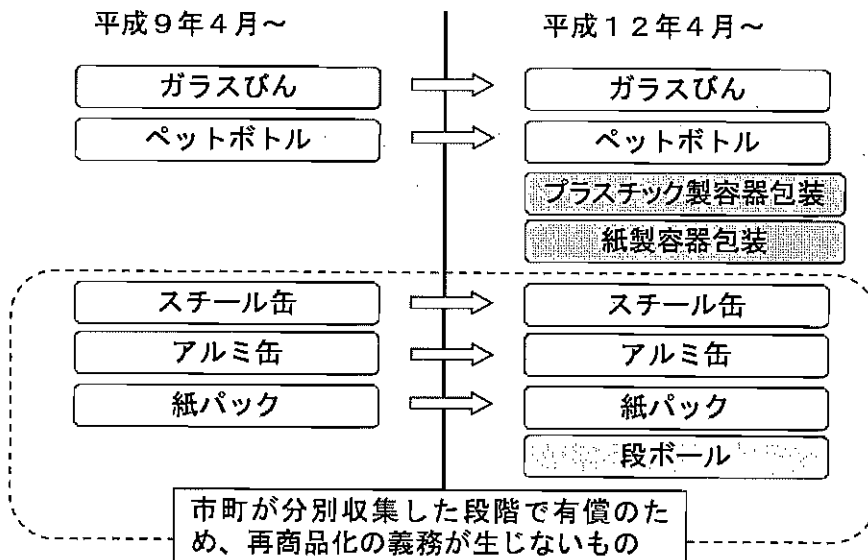 平成９年４月～
平成１２年４月～
ガラスびん
ガラスびん
ペットボトル
ペットボトル
プラスチック製容器包装
紙製容器包装
スチール缶
スチール缶
アルミ缶
アルミ缶
紙パック
紙パック
段ボール
市町が分別収集した段階で有償のた
め、再商品化の義務が生じないもの